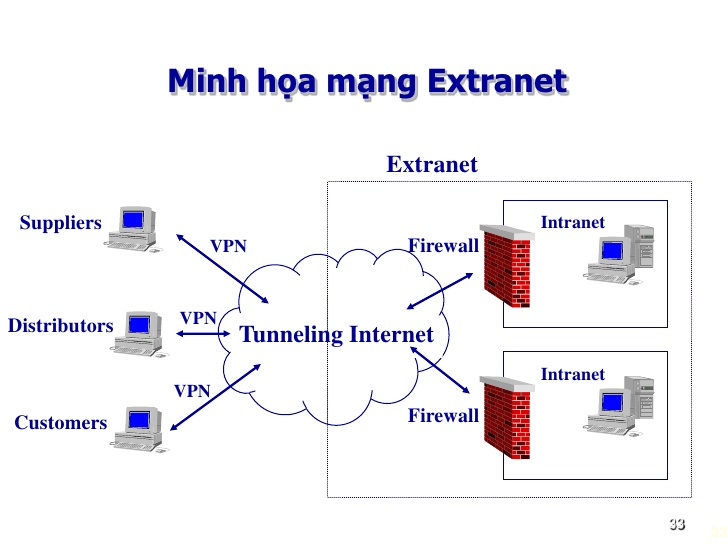 Minh họa mạng Extranet
Extranet
Suppliers
VPN
Firewall
Intranet
Distributors
VPN
Tunneling Internet
VPN
Customers
Firewall
Intranet
33